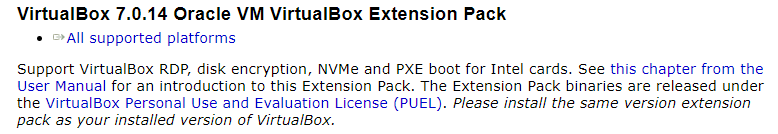 VirtualBox 7.0.14 Oracle VM VirtualBox Extension Pack
All supported platforms
Support VirtualBox RDP, disk encryption, NVMe and PXE boot for Intel cards. See this chapter from the
User Manual for an introduction to this Extension Pack. The Extension Pack binaries are released under
the VirtualBox Personal Use and Evaluation License (PUEL). Please install the same version extension
pack as your installed version of VirtualBox.